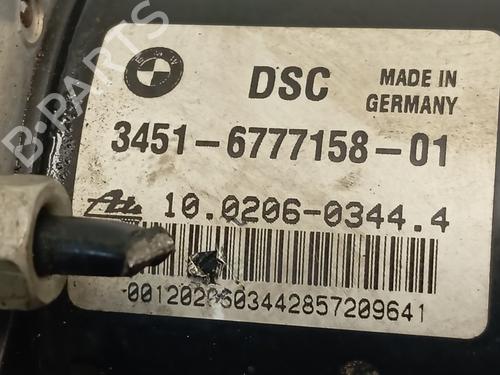 BMW
DSC
MADE IN
GERMANY
3451-6777158-01
Ate
10.0206-0344.4
B-PARTS